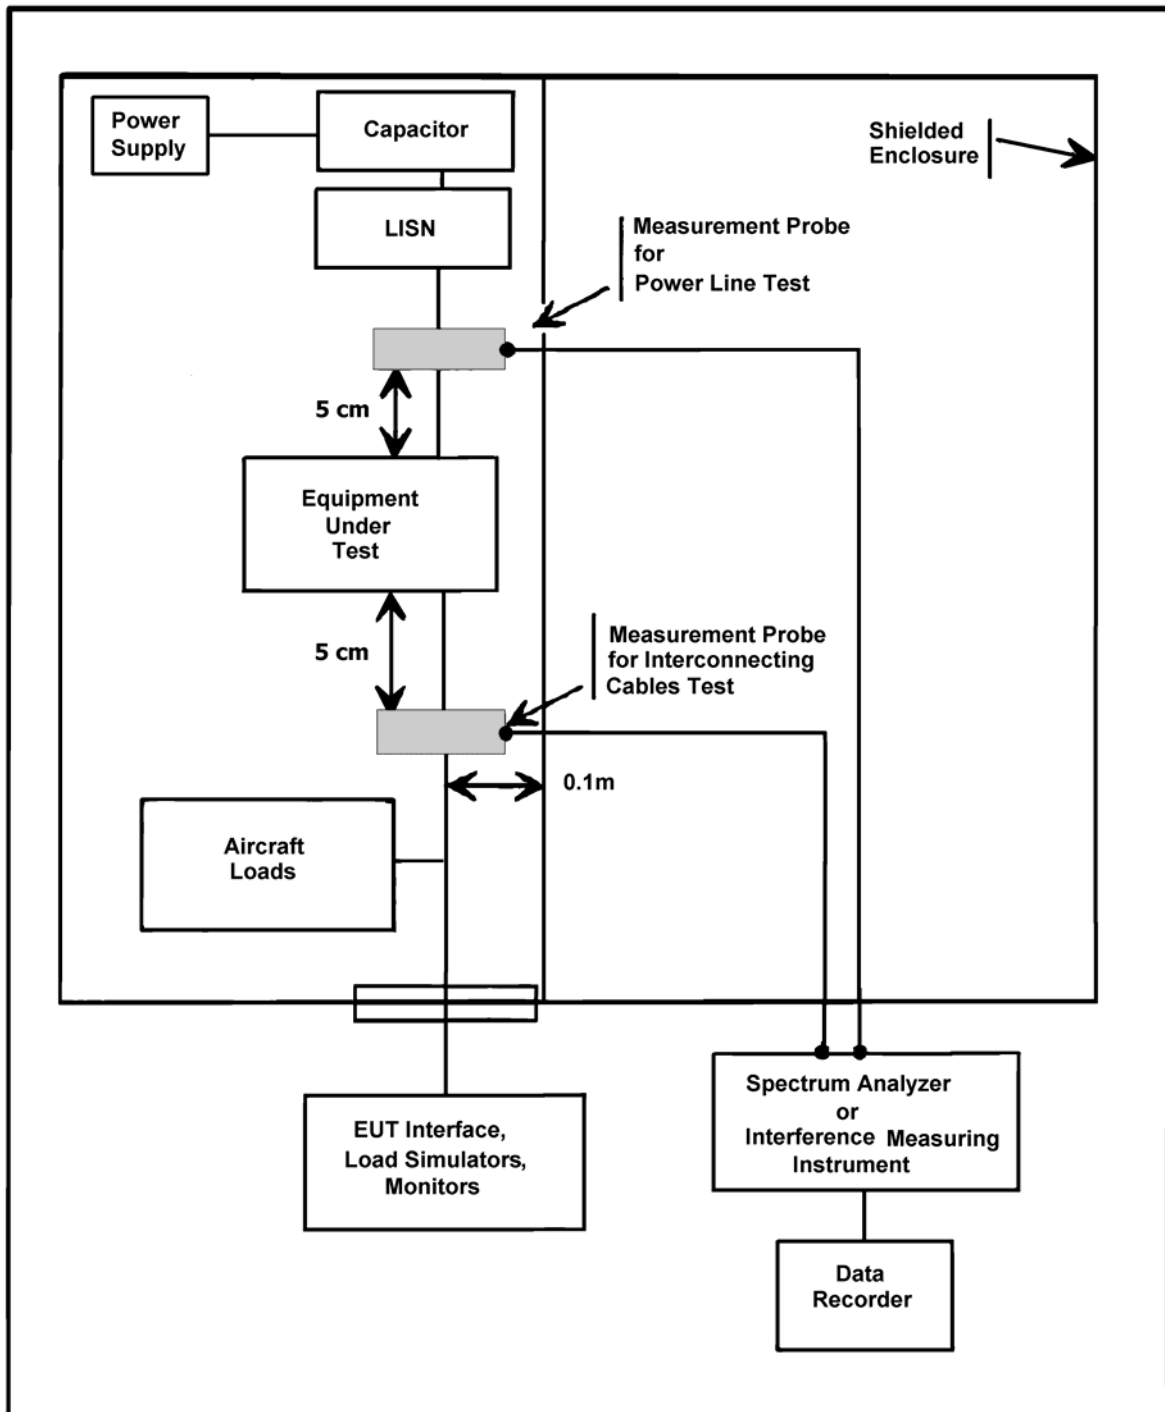 Power
Supply
Capacitor
LISN
Shielded
Enclosure
Measurement Probe
for
Power Line Test
5 cm
Equipment
Under
Test
5 cm
Measurement Probe
for Interconnecting
Cables Test
0.1m
Aircraft
Loads
EUT Interface,
Load Simulators,
Monitors
Spectrum Analyzer
or
Interference Measuring
Instrument
Data
Recorder